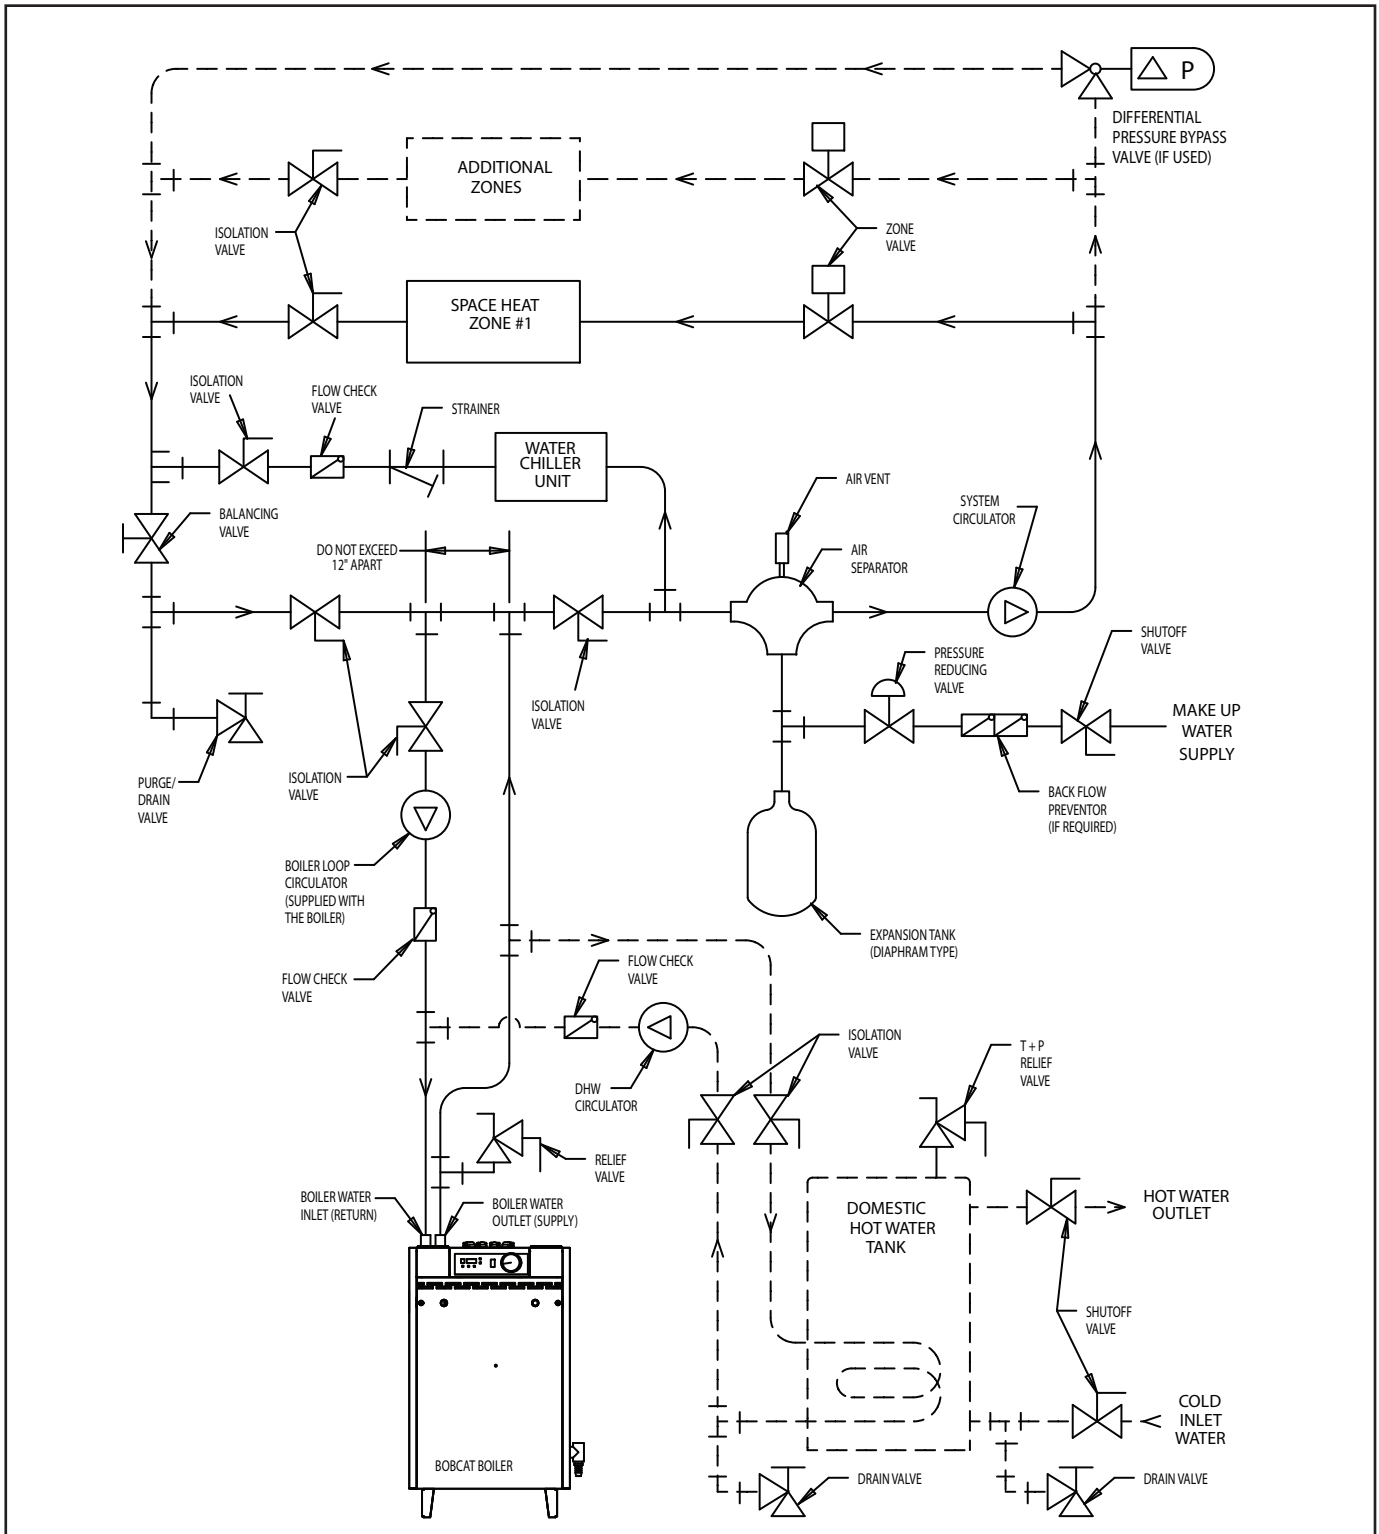 P
DIFFERENTIAL
PRESSURE BYPASS
VALVE (IF USED)
ADDITIONAL
ZONES
ISOLATION
VALVE
ZONE
VALVE
SPACE HEAT
ZONE #1
ISOLATION
VALVE
FLOW CHECK
VALVE
STRAINER
WATER
CHILLER
UNIT
AIR VENT
SYSTEM
CIRCULATOR
BALANCING
VALVE
DO NOT EXCEED
12" APART
AIR
SEPARATOR
SHUTOFF
VALVE
PRESSURE
REDUCING
VALVE
ISOLATION
VALVE
MAKE UP
WATER
SUPPLY
PURGE/
DRAIN
VALVE
ISOLATION
VALVE
BACK FLOW
PREVENTOR
(IF REQUIRED)
BOILER LOOP
CIRCULATOR
(SUPPLIED WITH
THE BOILER)
EXPANSION TANK
(DIAPHRAM TYPE)
FLOW CHECK
VALVE
FLOW CHECK
VALVE
ISOLATION
VALVE
T + P
RELIEF
VALVE
DHW
CIRCULATOR
RELIEF
VALVE
BOILER WATER
INLET (RETURN)
BOILER WATER
OUTLET (SUPPLY)
DOMESTIC
HOT WATER
TANK
HOT WATER
OUTLET
SHUTOFF
VALVE
COLD
INLET
WATER
BOBCAT BOILER
DRAIN VALVE
DRAIN VALVE